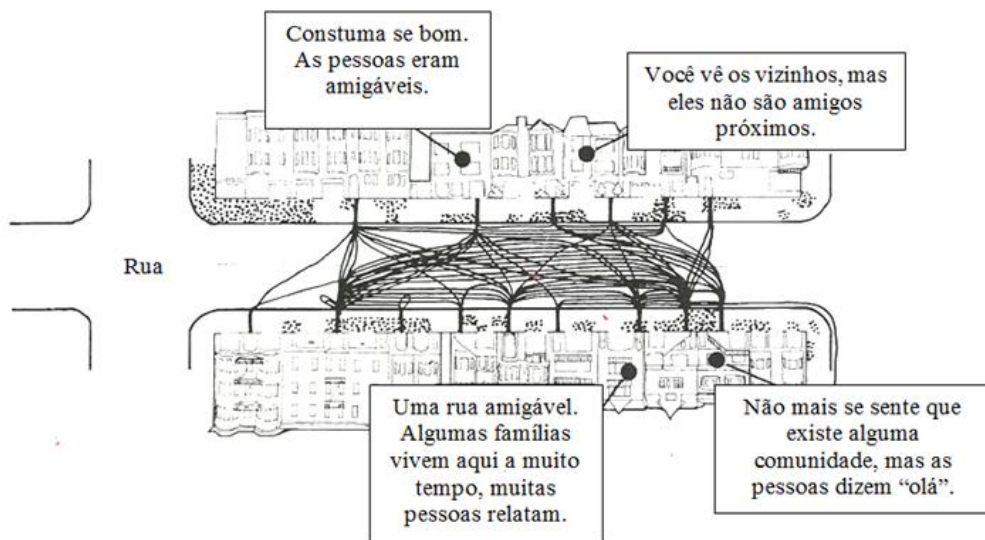 Constuma se bom.
As pessoas eram
amigáveis.
Você vê os vizinhos, mas
eles não são amigos
próximos.
Rua
Uma rua amigável.
Algumas famílias
vivem aqui a muito
tempo, muitas
pessoas relatam.
Não mais se sente que
existe alguma
comunidade, mas as
pessoas dizem “olá”.